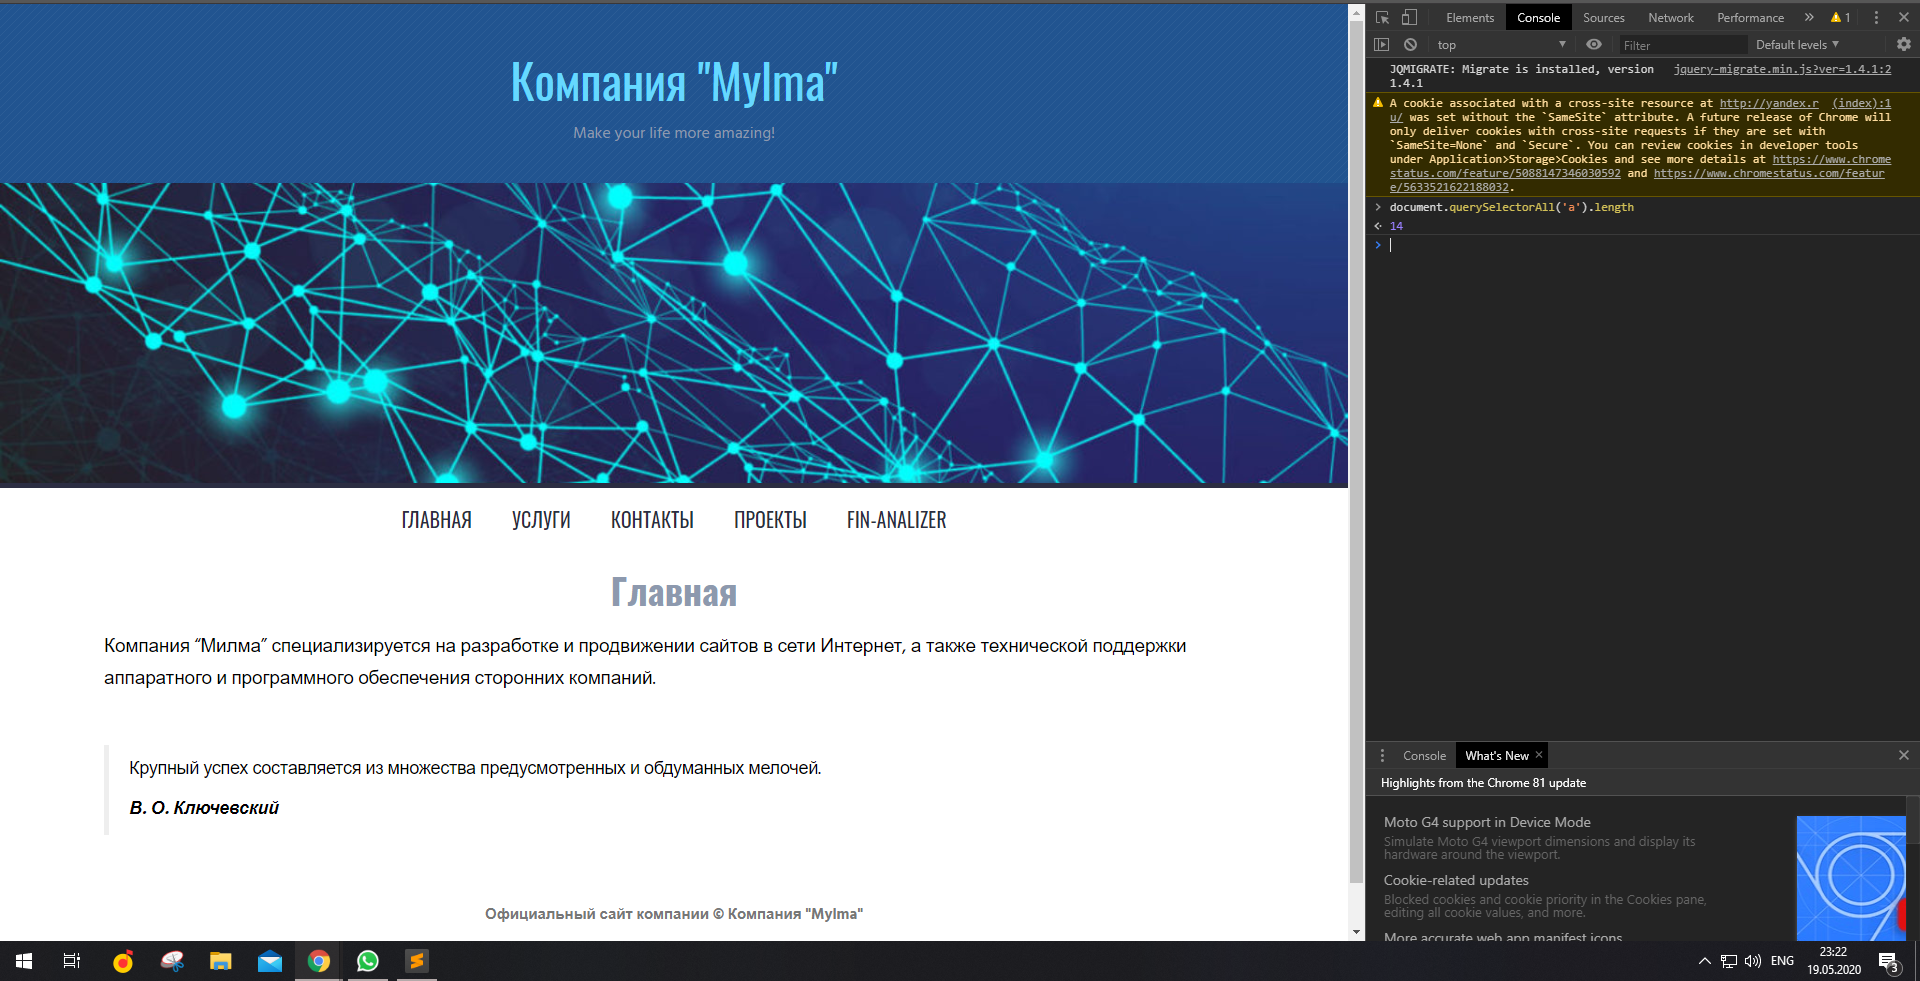 Компания "Mylma"
Make your life more amazing!
ГЛАВНАЯ УСЛУГИ КОНТАКТЫ ПРОЕКТЫ FIN-ANALIZER
Главная
Компания “Милма” специализируется на разработке и продвижении сайтов в сети Интернет, а также технической поддержки
аппаратного и программного обеспечения сторонних компаний.
Крупный успех составляется из множества предусмотренных и обдуманных мелочей.
В. О. Ключевский
Официальный сайт компании © Компания "Mylma"
Elements Console Sources Network Performance » 1
top Filter Default levels
JQMIGRATE: Migrate is installed, version jquery-migrate.min.js?ver=1.4.1:2
1.4.1
A cookie associated with a cross-site resource at http://yandex.r (index):1
u/ was set without the `SameSite` attribute. A future release of Chrome will
only deliver cookies with cross-site requests if they are set with
`SameSite=None` and `Secure`. You can review cookies in developer tools
under Application>Storage>Cookies and see more details at https://www.chrome
status.com/feature/5088147346030592 and https://www.chromestatus.com/featur
e/5633521622188032.
document.querySelectorAll('a').length
14
Console What's New
Highlights from the Chrome 81 update
Moto G4 support in Device Mode
Simulate Moto G4 viewport dimensions and display its
hardware around the viewport.
Cookie-related updates
Blocked cookies and cookie priority in the Cookies pane,
editing all cookie values, and more.
More accurate web app manifest icons
ENG
23:22
19.05.2020
3